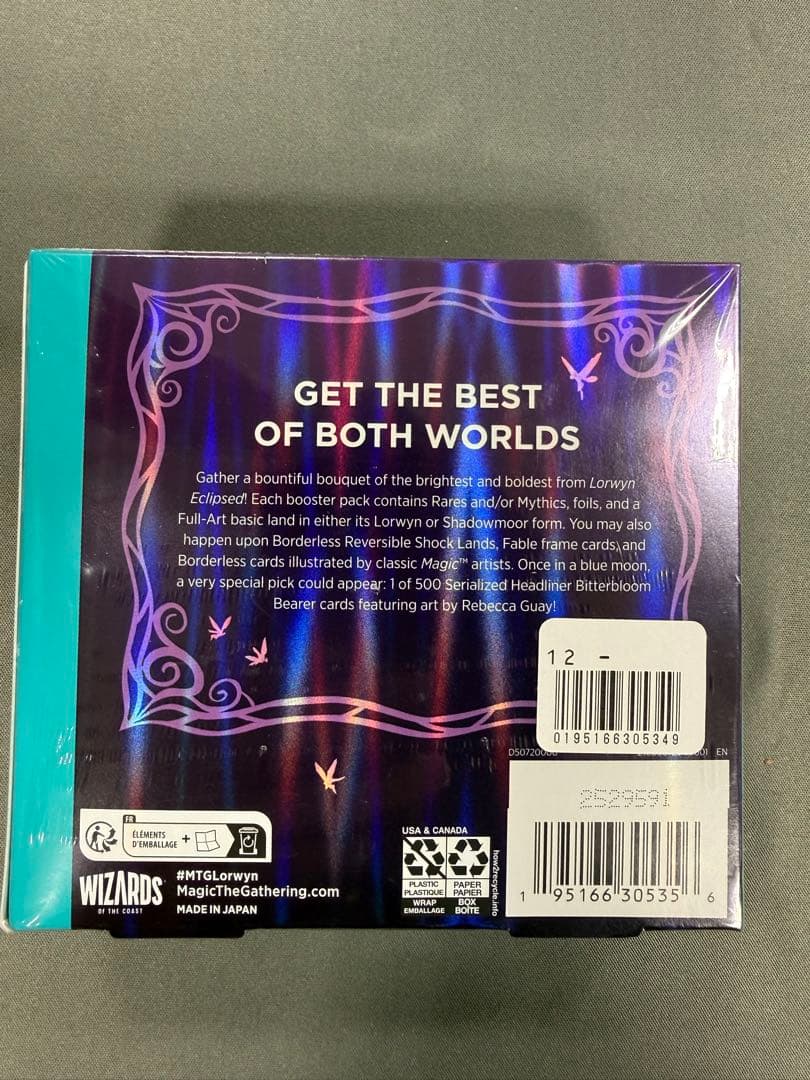 GET THE BEST
OF BOTH WORLDS
Gather a bountiful bouquet of the brightest and boldest from Lorwyn
Eclipsed! Each booster pack contains Rares and/or Mythics, foils, and a
Full-Art basic land in either its Lorwyn or Shadowmoor form. You may also
happen upon Borderless Reversible Shock Lands, Fable frame cards, and
Borderless cards illustrated by classic Magic™ artists. Once in a blue moon,
a very special pick could appear: 1 of 500 Serialized Headliner Bitterbloom
Bearer cards featuring art by Rebecca Guay!
12 -
0195166305349
EN
2529591
1 95166 30535 6
FR
ÉLÉMENTS
D'EMBALLAGE +
WIZARDS
OF THE COAST
#MTGLorwyn
MagicTheGathering.com
MADE IN JAPAN
USA & CANADA
PLASTIC
PLASTIQUE
WRAP
EMBALLAGE
PAPER
PAPIER
BOX
BOÎTE
how2recycle.info